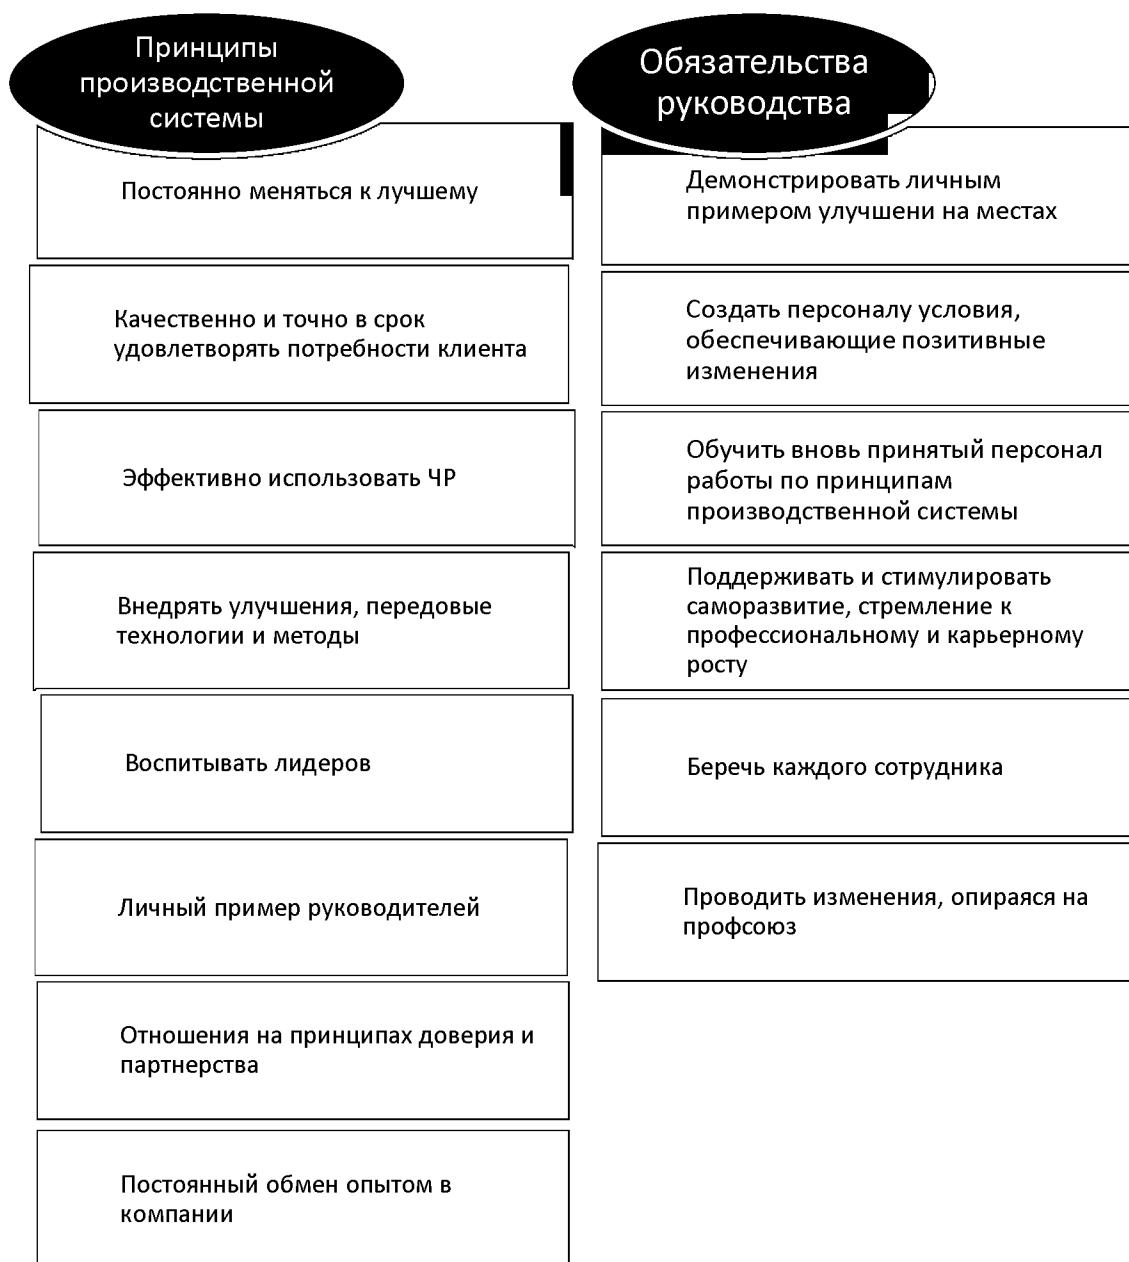 Принципы
производственной
системы
Постоянно меняться к лучшему
Качественно и точно в срок
удовлетворять потребности клиента
Эффективно использовать ЧР
Внедрять улучшения, передовые
технологии и методы
Воспитывать лидеров
Личный пример руководителей
Отношения на принципах доверия и
партнерства
Постоянный обмен опытом в
компании
Обязательства
руководства
Демонстрировать личным
примером улучшени на местах
Создать персоналу условия,
обеспечивающие позитивные
изменения
Обучить вновь принятый персонал
работы по принципам
производственной системы
Поддерживать и стимулировать
саморазвитие, стремление к
профессиональному и карьерному
росту
Беречь каждого сотрудника
Проводить изменения, опираяся на
профсоюз